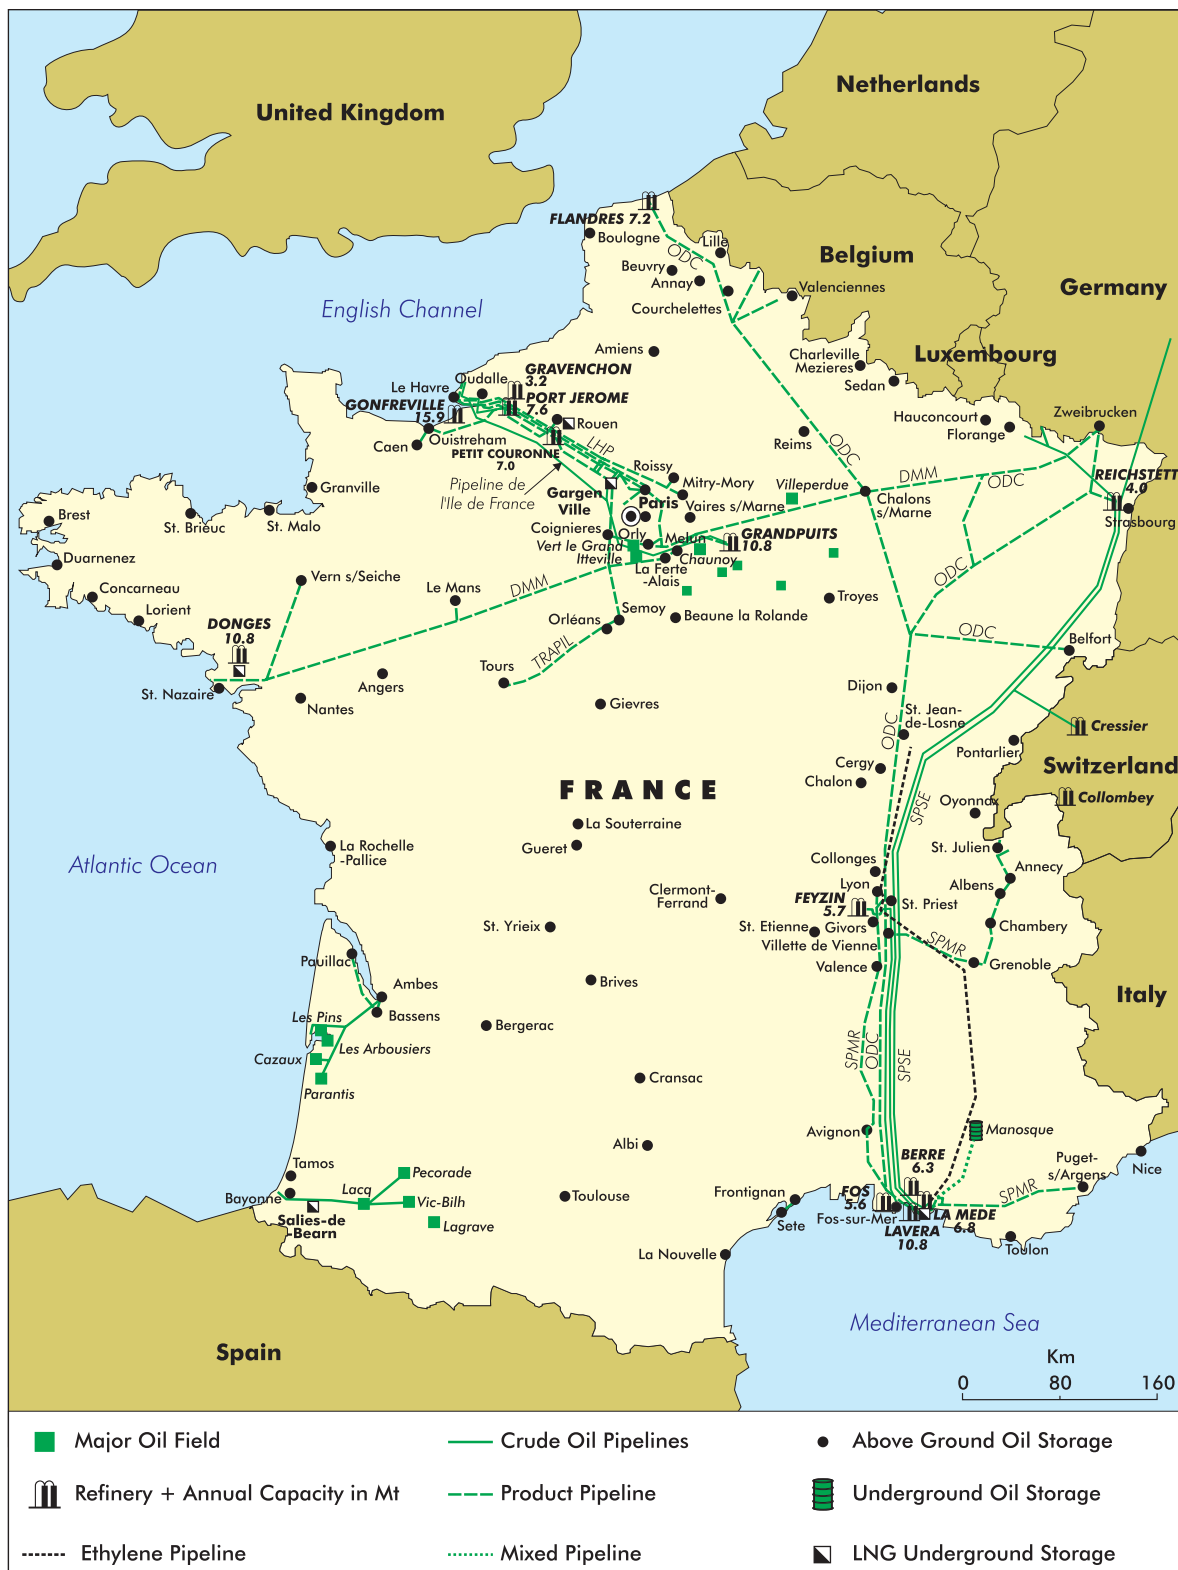 United Kingdom
Netherlands
FLANDRES 7.2
Boulogne
Lille
ODC
Belgium
Beuvry
Annay
Germany
Valenciennes
Courchelettes
English Channel
Amiens
Charleville
Mezieres
Luxembourg
Sedan
GRAVENCHON
3.2
Oudalle
Le Havre
PORT JEROME
7.6
GONFREVILLE
15.9
Hauconcourt
Zweibrucken
Florange
Rouen
Ouistreham
Caen
LHP
Reims
ODC
PETIT COURONNE
7.0
Pipeline de
l'Ile de France
Roissy
Mitry-Mory
Villeperdue
DMM
ODC
REICHSTETT
4.0
Granville
Gargen
Ville
Paris
Chalons
s/Marne
Vaires s/Marne
Strasbourg
Brest
St. Brieuc
St. Malo
Coignieres
Orly
Melun
GRANDPUITS
10.8
Vert le Grand
Itteville
Chaunoy
Duarnenez
La Ferte
-Alais
ODC
Vern s/Seiche
DMM
Concarneau
Le Mans
Troyes
Lorient
Semoy
Beaune la Rolande
Orléans
DONGES
10.8
ODC
Belfort
TRAPIL
Tours
St. Nazaire
Angers
Dijon
Nantes
Gievres
St. Jean-
de-Losne
ODC
Cressier
Pontarlier
Cergy
Chalon
Switzerland
FRANCE
Oyonnax
Collombey
SPSE
La Souterraine
Gueret
La Rochelle
-Pallice
St. Julien
Atlantic Ocean
Collonges
Annecy
Lyon
Albens
Clermont-
Ferrand
FEYZIN
5.7
St. Priest
St. Yrieix
St. Etienne
Givors
Chambery
Villette de Vienne
SPMR
Pauillac
Valence
Grenoble
Ambes
Brives
Italy
Bassens
Les Pins
Bergerac
Les Arbousiers
SPMR
ODC
SPSE
Cazaux
Cransac
Parantis
Avignon
Manosque
Albi
BERRE
6.3
Tamos
Puget-
s/Argens
Nice
Pecorade
Lacq
Bayonne
Vic-Bilh
Toulouse
Frontignan
FOS
5.6
SPMR
Salies-de
-Bearn
Lagrave
Sete
Fos-sur-Mer
LA MEDE
6.8
LAVERA
10.8
La Nouvelle
Toulon
Mediterranean Sea
Spain
Km
0 80 160
Major Oil Field
Crude Oil Pipelines
Above Ground Oil Storage
Refinery + Annual Capacity in Mt
Product Pipeline
Underground Oil Storage
Ethylene Pipeline
Mixed Pipeline
LNG Underground Storage